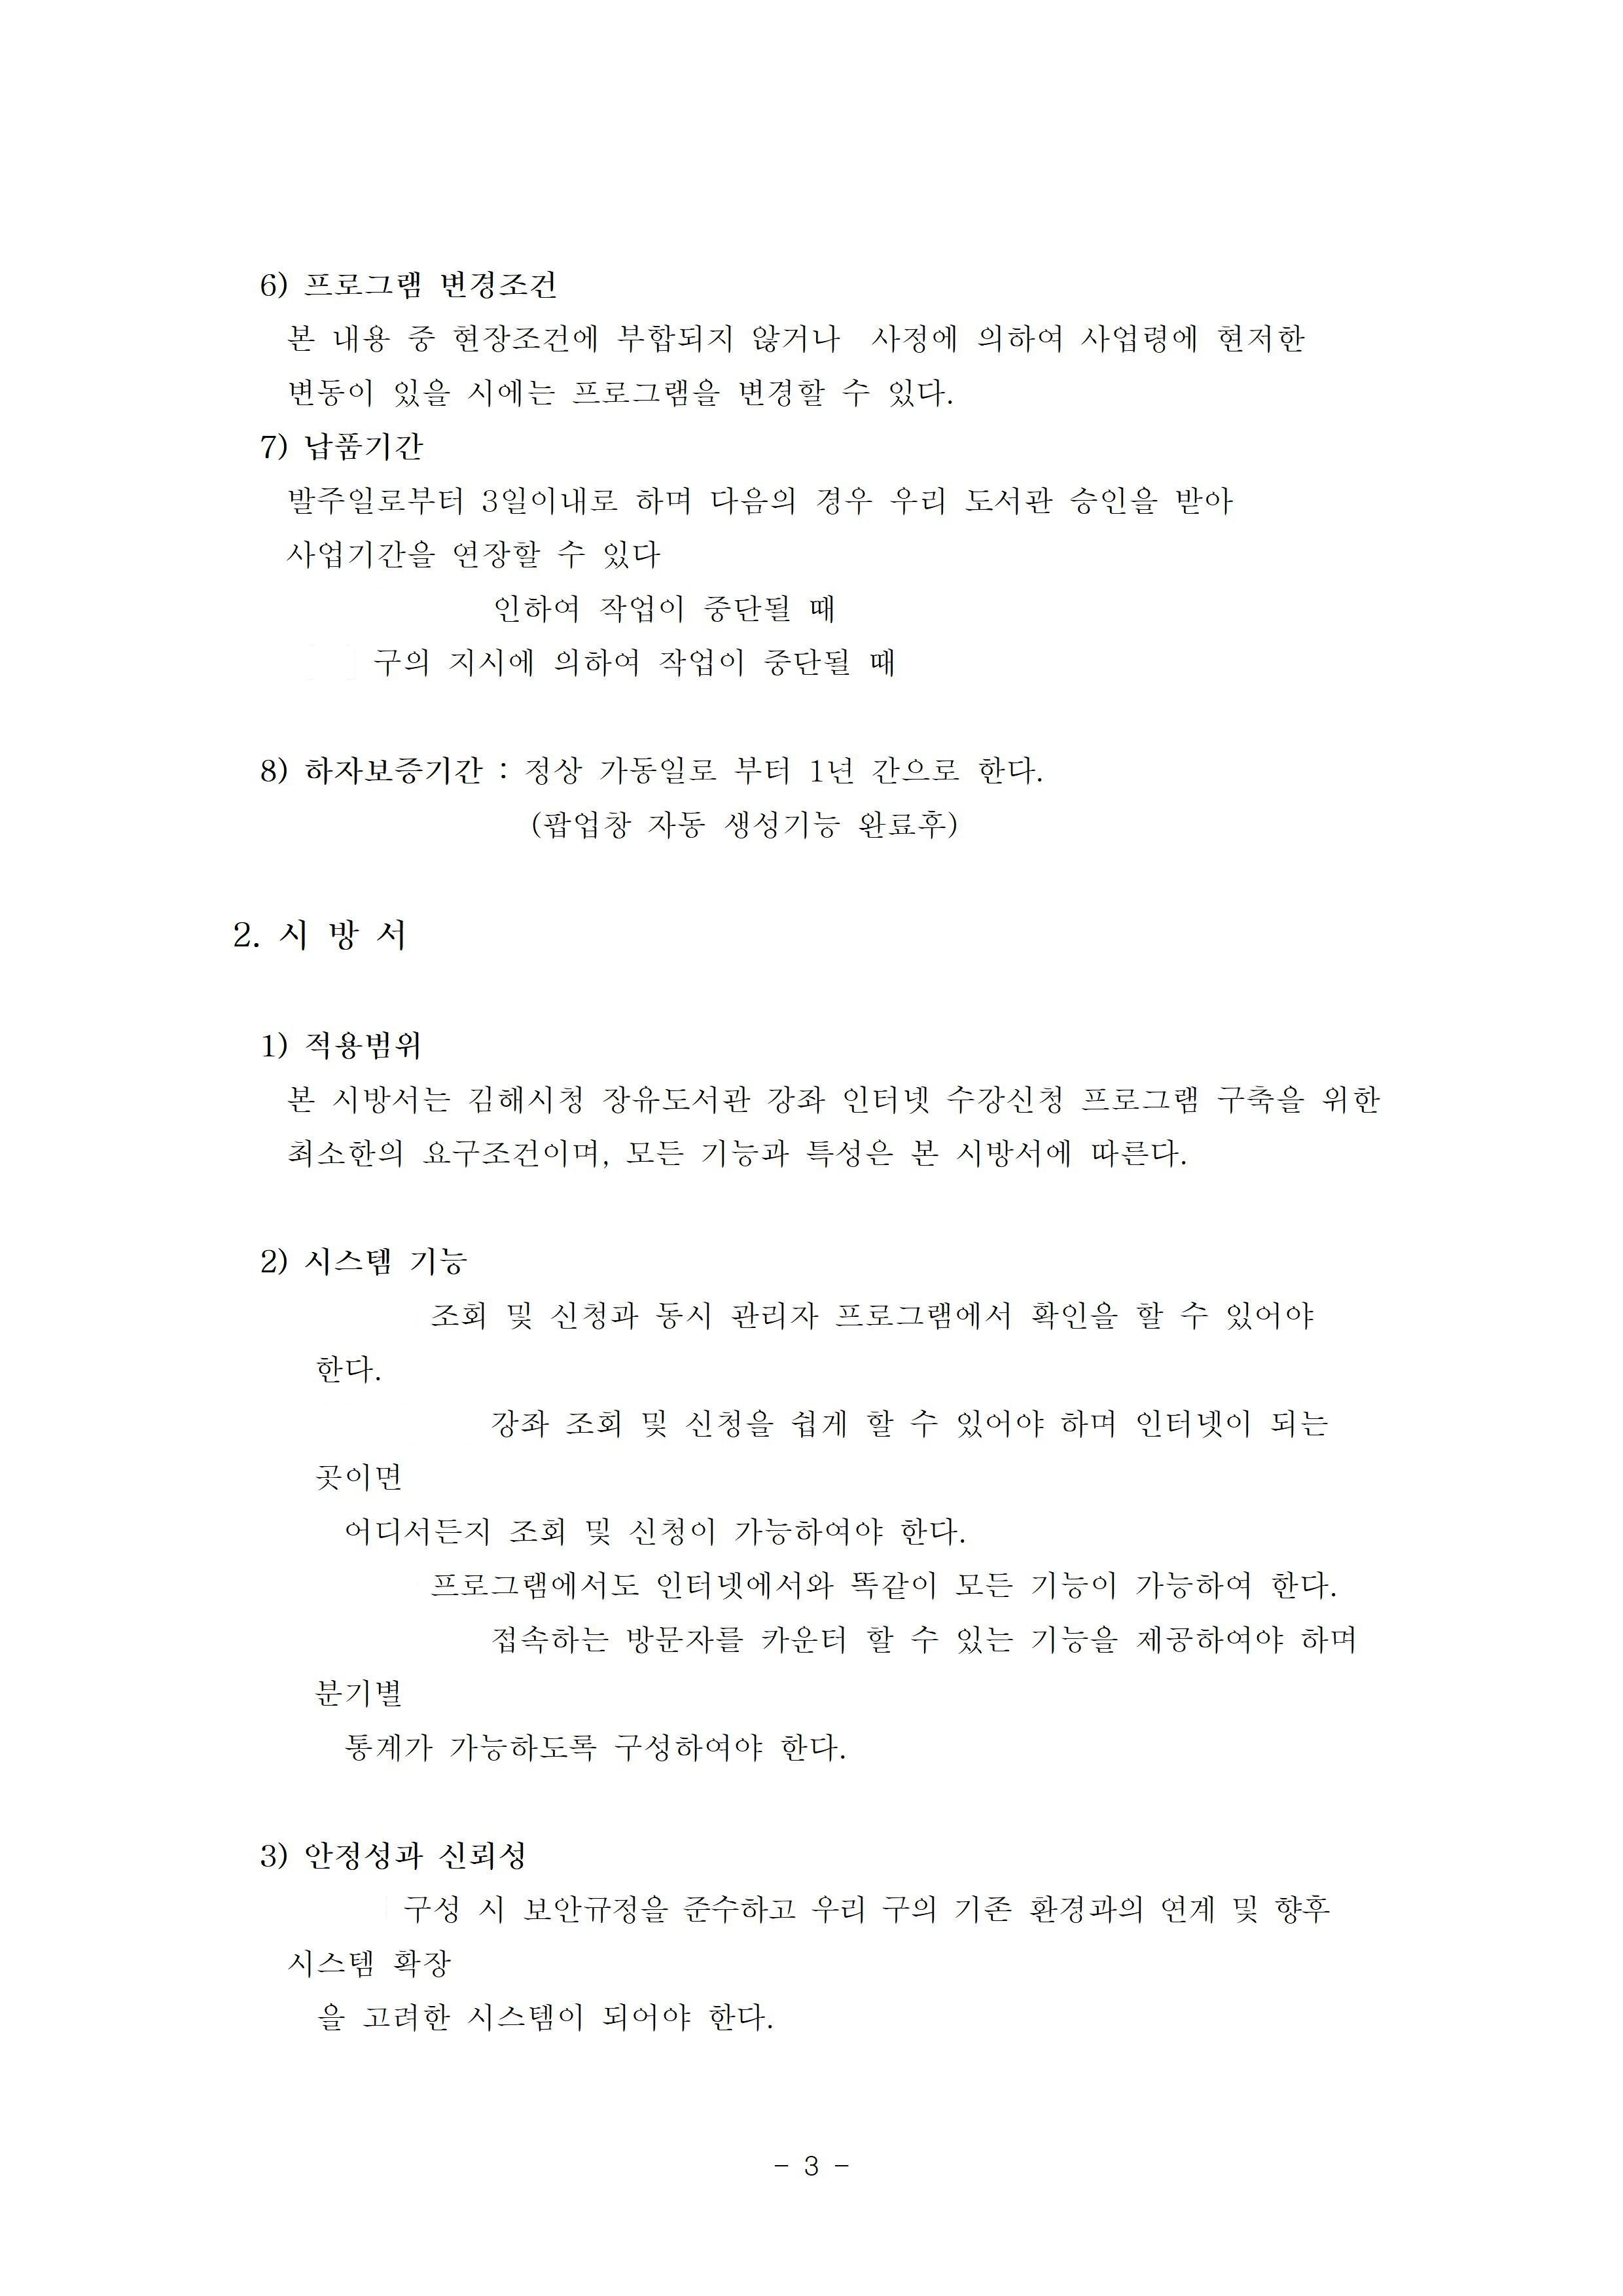 6) 프로그램 변경조건
본 내용 중 현장조건에 부합되지 않거나 사정에 의하여 사업령에 현저한
변동이 있을 시에는 프로그램을 변경할 수 있다.
7) 납품기간
발주일로부터 3일이내로 하며 다음의 경우 우리 도서관 승인을 받아
사업기간을 연장할 수 있다
인하여 작업이 중단될 때
구의 지시에 의하여 작업이 중단될 때
8) 하자보증기간 : 정상 가동일로 부터 1년 간으로 한다.
(팝업창 자동 생성기능 완료후)
2. 시 방 서
1) 적용범위
본 시방서는 김해시청 장유도서관 강좌 인터넷 수강신청 프로그램 구축을 위한
최소한의 요구조건이며, 모든 기능과 특성은 본 시방서에 따른다.
2) 시스템 기능
조회 및 신청과 동시 관리자 프로그램에서 확인을 할 수 있어야
한다.
강좌 조회 및 신청을 쉽게 할 수 있어야 하며 인터넷이 되는
곳이면
어디서든지 조회 및 신청이 가능하여야 한다.
프로그램에서도 인터넷에서와 똑같이 모든 기능이 가능하여 한다.
접속하는 방문자를 카운터 할 수 있는 기능을 제공하여야 하며
분기별
통계가 가능하도록 구성하여야 한다.
3) 안정성과 신뢰성
구성 시 보안규정을 준수하고 우리 구의 기존 환경과의 연계 및 향후
시스템 확장
을 고려한 시스템이 되어야 한다.
- 3 -